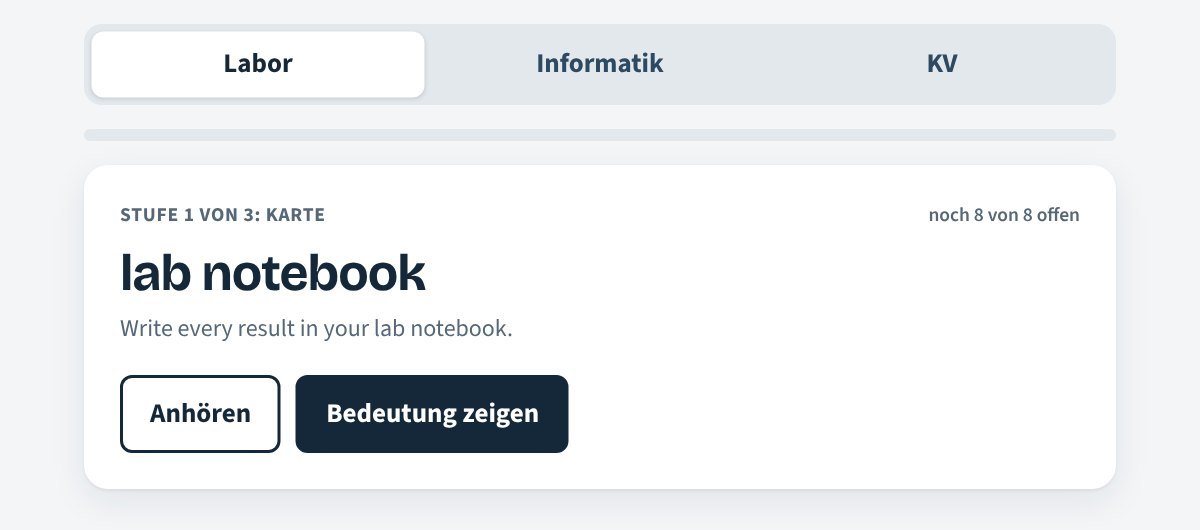 Labor
Informatik
KV
STUFE 1 VON 3: KARTE
noch 8 von 8 offen
lab notebook
Write every result in your lab notebook.
Anhören
Bedeutung zeigen